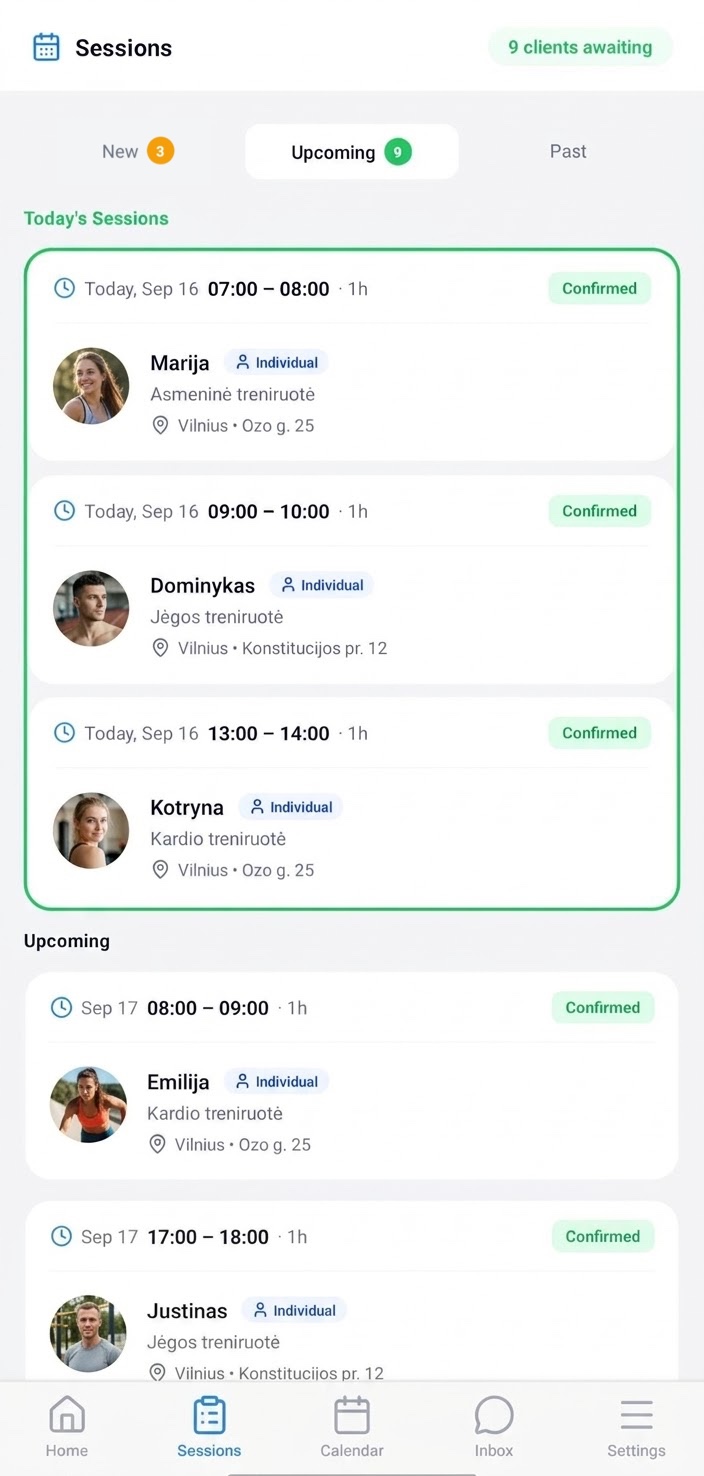 Sessions
9 clients awaiting
New 3
Upcoming 9
Past
Today's Sessions
Today, Sep 16 07:00 – 08:00 · 1h
Confirmed
Marija
Individual
Asmeninė treniruotė
Vilnius • Ozo g. 25
Today, Sep 16 09:00 – 10:00 · 1h
Confirmed
Dominykas
Individual
Jėgos treniruotė
Vilnius • Konstitucijos pr. 12
Today, Sep 16 13:00 – 14:00 · 1h
Confirmed
Kotryna
Individual
Kardio treniruotė
Vilnius • Ozo g. 25
Upcoming
Sep 17 08:00 – 09:00 · 1h
Confirmed
Emilija
Individual
Kardio treniruotė
Vilnius • Ozo g. 25
Sep 17 17:00 – 18:00 · 1h
Confirmed
Justinas
Individual
Jėgos treniruotė
Vilnius • Konstitucijos pr. 12
Home
Sessions
Calendar
Inbox
Settings